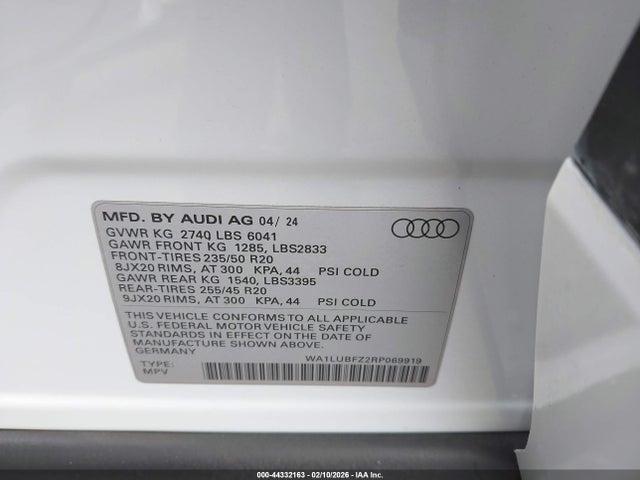 MFD. BY AUDI AG 04/ 24
GVWR KG 2740 LBS 6041
GAWR FRONT KG 1285, LBS2833
FRONT-TIRES 235/50 R20
8JX20 RIMS, AT 300 KPA, 44 PSI COLD
GAWR REAR KG 1540, LBS3395
REAR-TIRES 255/45 R20
9JX20 RIMS, AT 300 KPA, 44 PSI COLD
THIS VEHICLE CONFORMS TO ALL APPLICABLE
U.S. FEDERAL MOTOR VEHICLE SAFETY
STANDARDS IN EFFECT ON THE DATE OF
MANUFACTURE SHOWN ABOVE.
GERMANY
WA1LUBFZ2RP069919
TYPE:
MPV
000-44332163 - 02/10/2026 - IAA Inc.